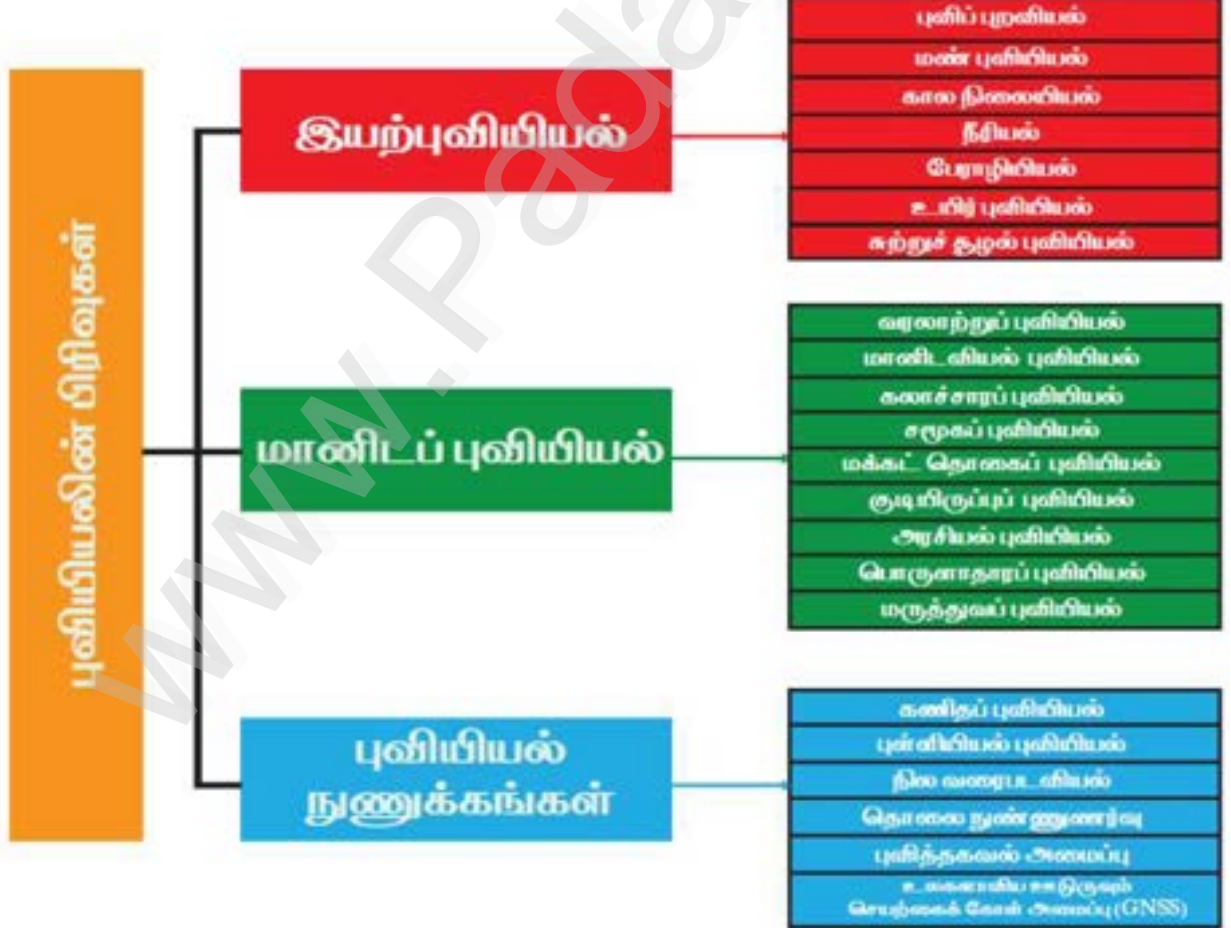 புவியியலின் பிரிவுகள்
இயற்புவியியல்
புவிப் புறவியல்
மண் புவியியல்
கால நிலையியல்
நீரியல்
பேராழியியல்
உயிர் புவியியல்
சுற்றுச் சூழல் புவியியல்
மானிடப் புவியியல்
வரலாற்றுப் புவியியல்
மானிடவியல் புவியியல்
கலாச்சாரப் புவியியல்
சமூகப் புவியியல்
மக்கட் தொகைப் புவியியல்
குடியிருப்புப் புவியியல்
அரசியல் புவியியல்
பொருளாதாரப் புவியியல்
மருத்துவப் புவியியல்
புவியியல்
நுணுக்கங்கள்
கணிதப் புவியியல்
புள்ளியியல் புவியியல்
நில வரைபடவியல்
தொலை நுண்ணுணர்வு
புவித்தகவல் அமைப்பு
உலகளாவிய ஊடுருவும்
செயற்கைக் கோள் அமைப்பு (GNSS)
www.Pada